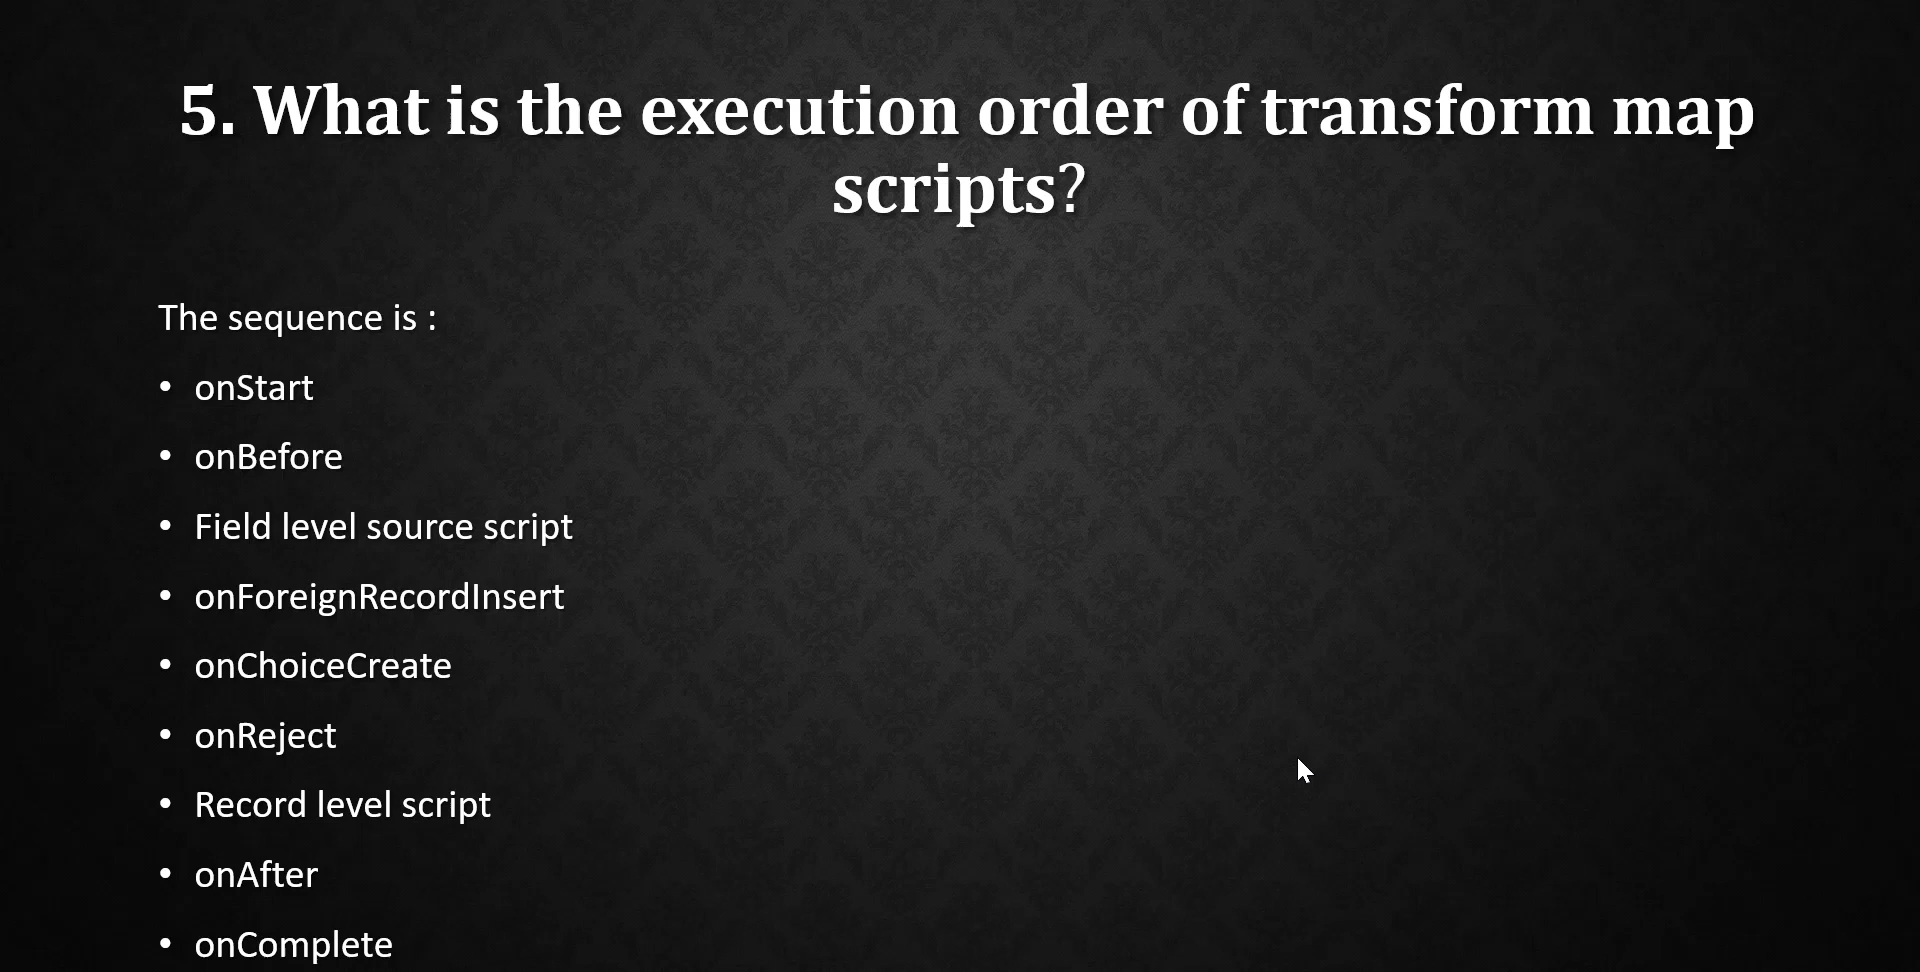 5. What is the execution order of transform map
scripts?
The sequence is :
• onStart
• onBefore
• Field level source script
• onForeignRecordInsert
• onChoiceCreate
• onReject
• Record level script
• onAfter
• onComplete